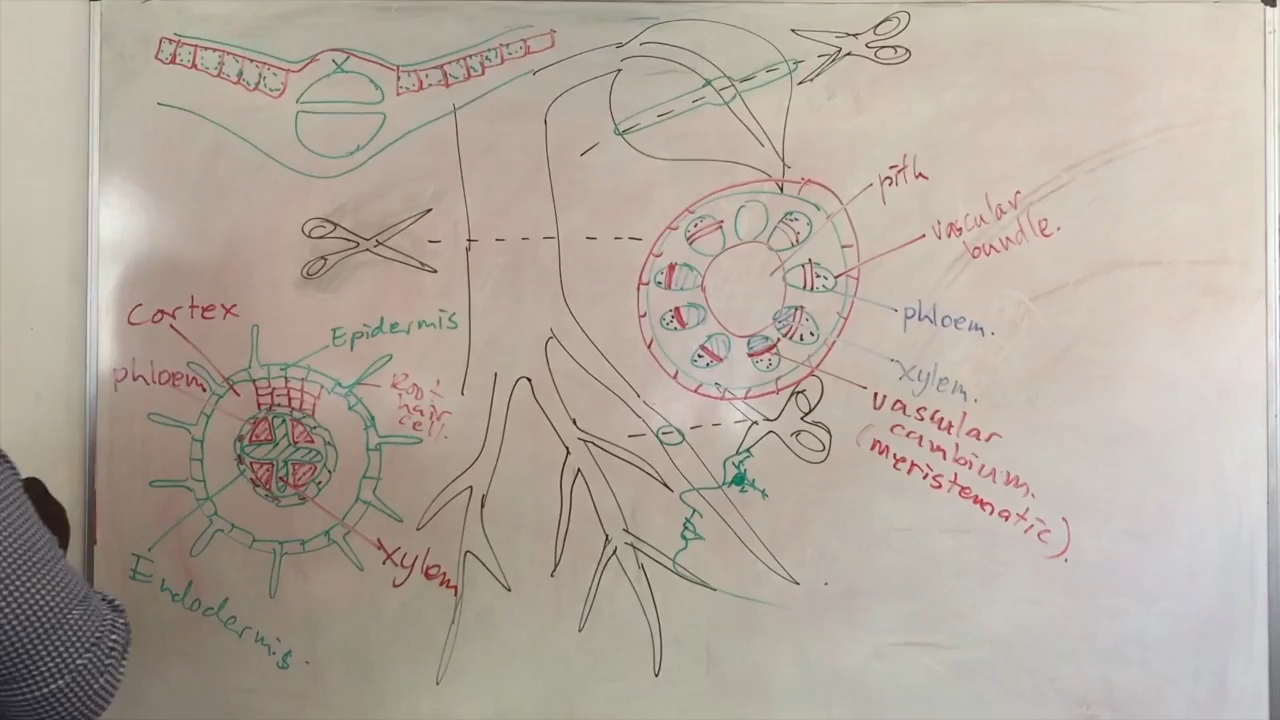 pith
vascular
bundle.
phloem.
xylem.
vascular
cambium.
(meristematic).
Cortex
Epidermis
phloem
Root
hair
cell.
Xylem
Endodermis.